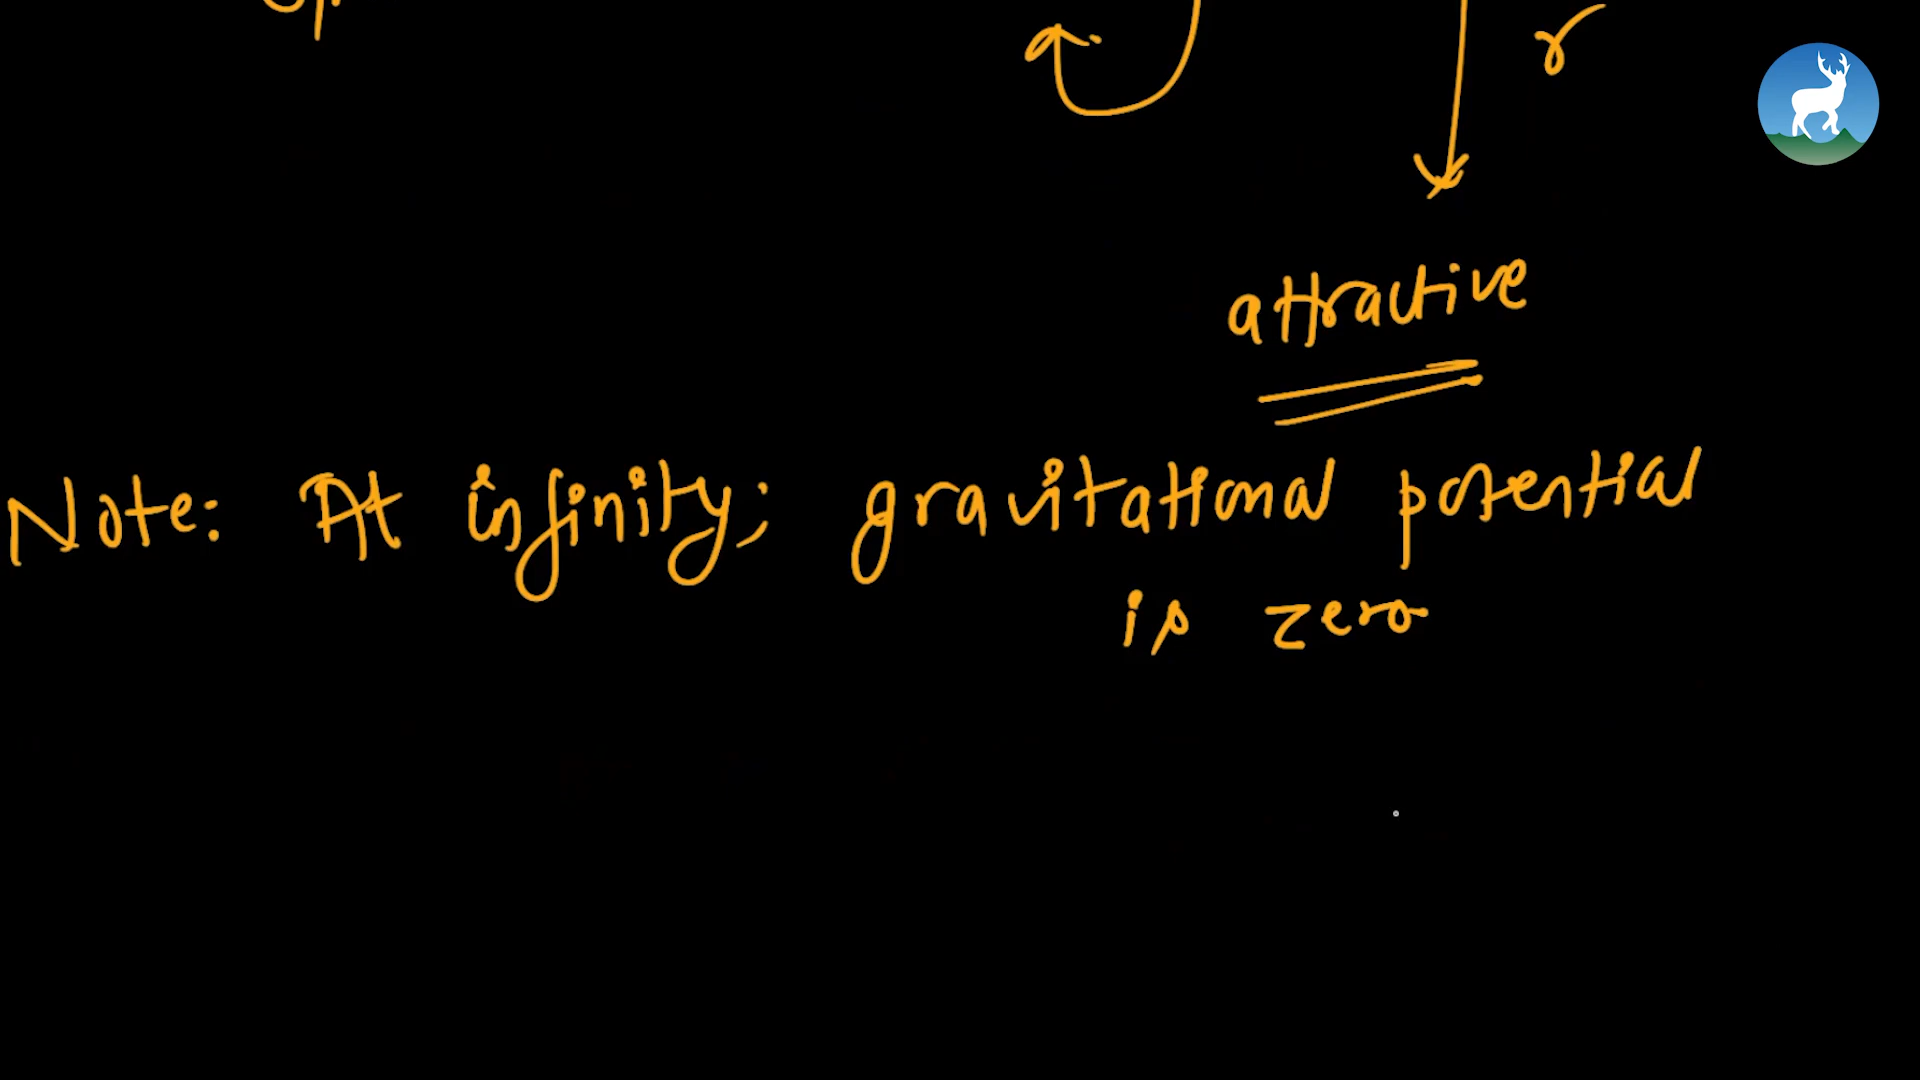 r
attractive
Note: At infinity; gravitational potential
is zero